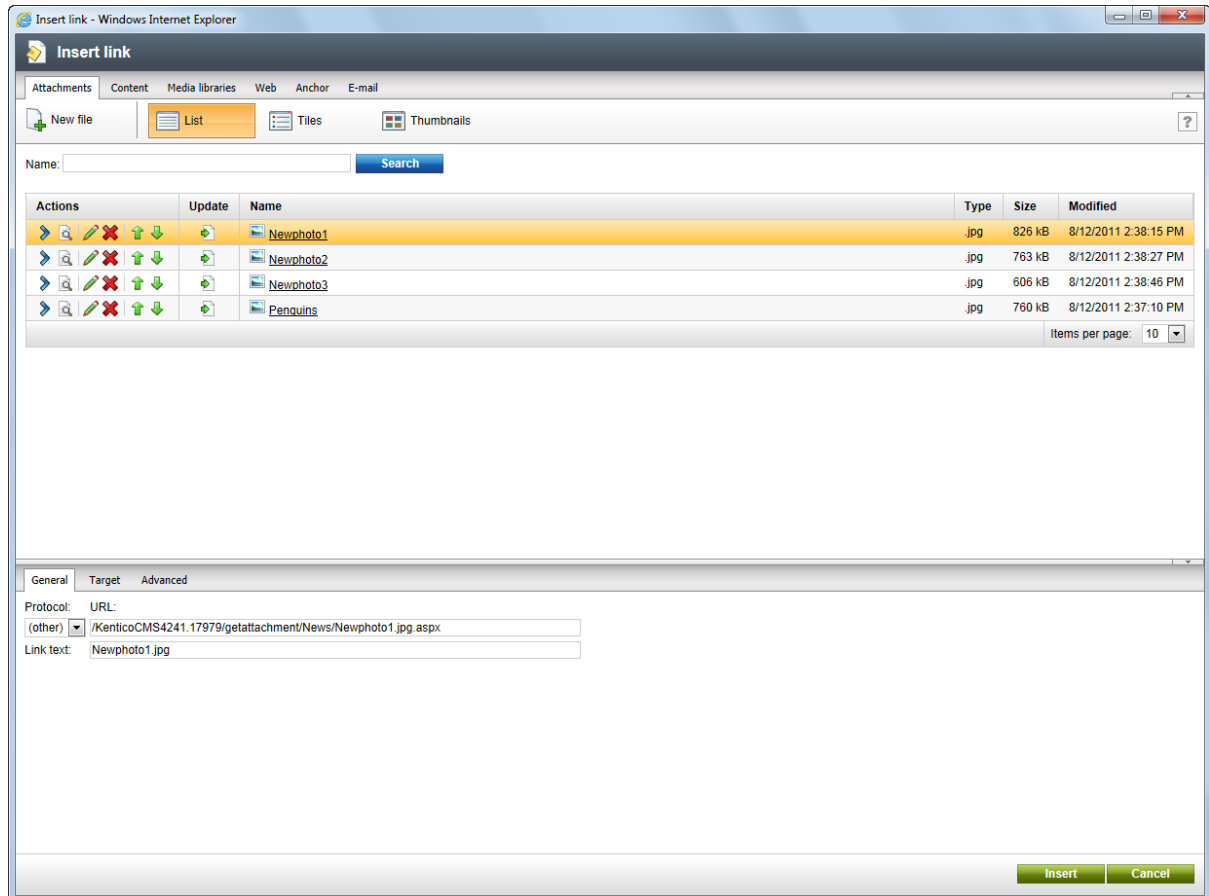 Insert link - Windows Internet Explorer
Insert link
Attachments Content Media libraries Web Anchor E-mail
New file List Tiles Thumbnails ?
Name: Search
Actions Update Name Type Size Modified
Newphoto1 .jpg 826 kB 8/12/2011 2:38:15 PM
Newphoto2 .jpg 763 kB 8/12/2011 2:38:27 PM
Newphoto3 .jpg 606 kB 8/12/2011 2:38:46 PM
Penguins .jpg 760 kB 8/12/2011 2:37:10 PM
Items per page: 10
General Target Advanced
Protocol: URL:
(other) /KenticoCMS4241.17979/getattachment/News/Newphoto1.jpg.aspx
Link text: Newphoto1.jpg
Insert Cancel